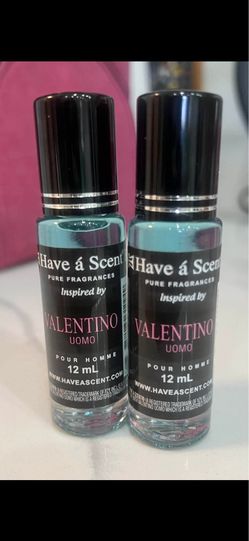 Have á Scent
PURE FRAGRANCES
Inspired by
VALENTINO
UOMO
POUR HOMME
12 mL
WWW.HAVEASCENT.COM
Have á Scent
PURE FRAGRANCES
Inspired by
VALENTINO
UOMO
POUR HOMME
12 mL
WWW.HAVEASCENT.COM